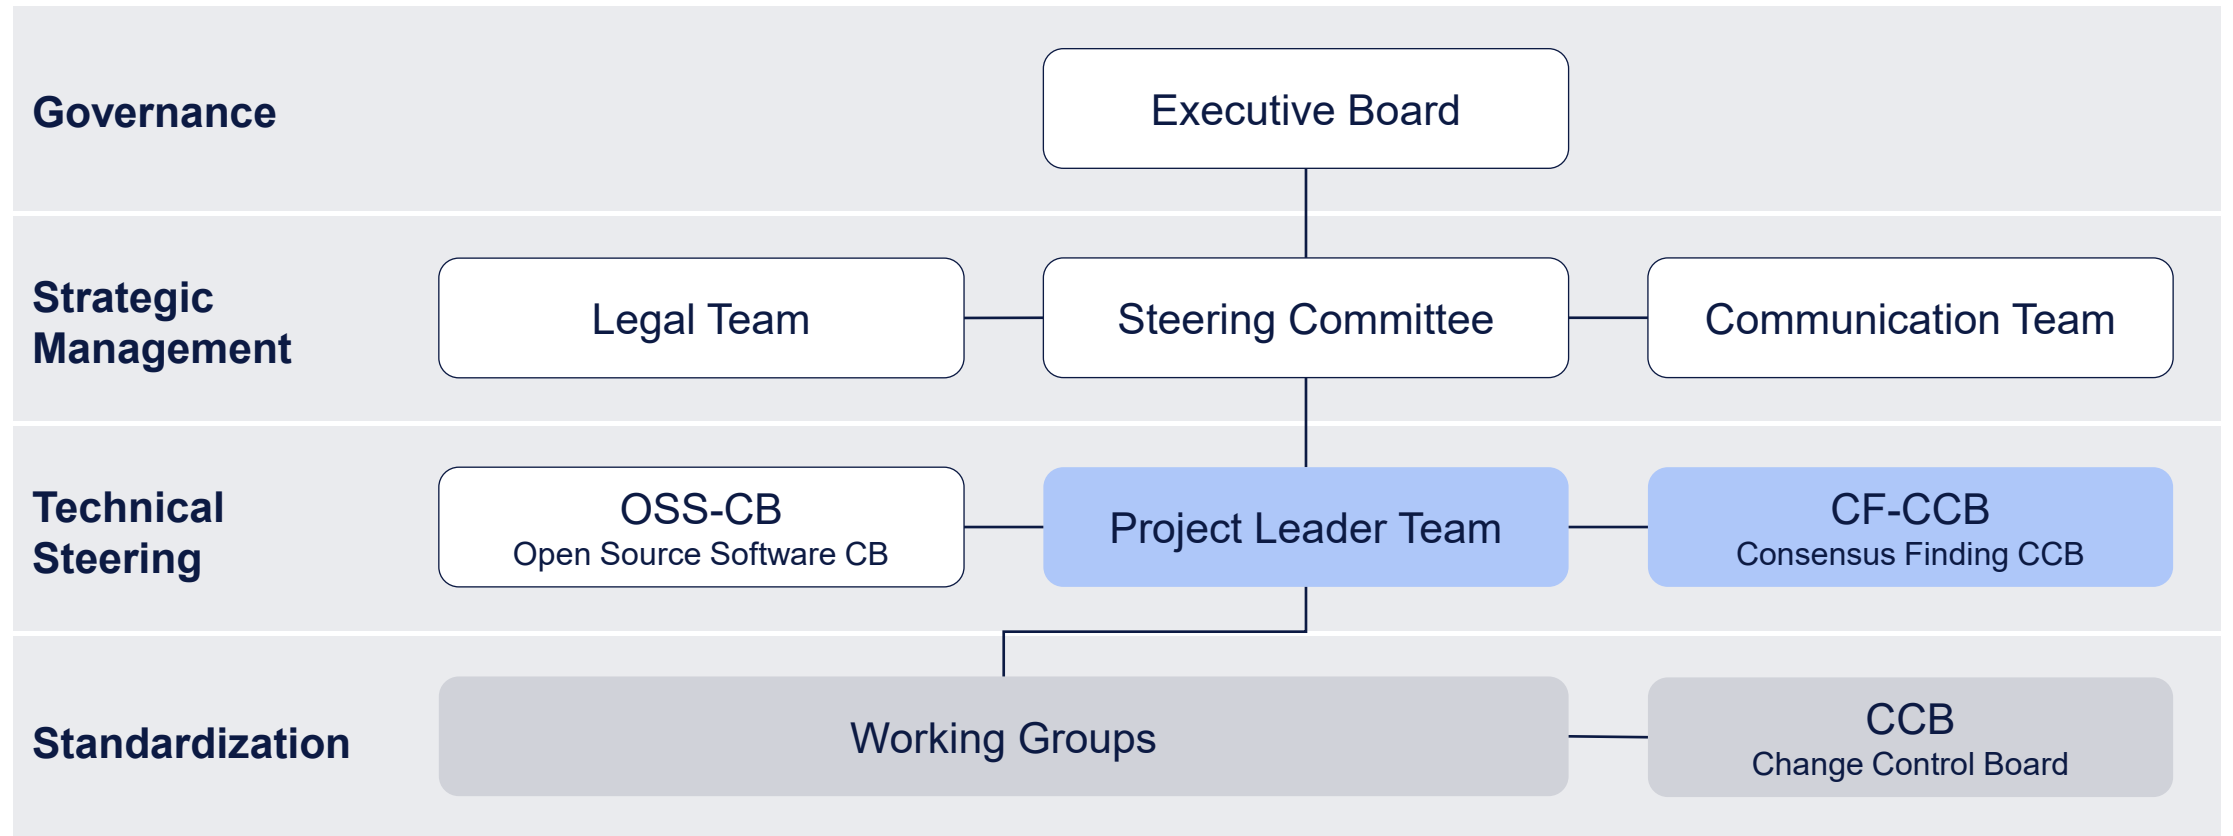 Governance
Executive Board
Strategic
Management
Legal Team
Steering Committee
Communication Team
Technical
Steering
OSS-CB
Open Source Software CB
Project Leader Team
CF-CCB
Consensus Finding CCB
Standardization
Working Groups
CCB
Change Control Board